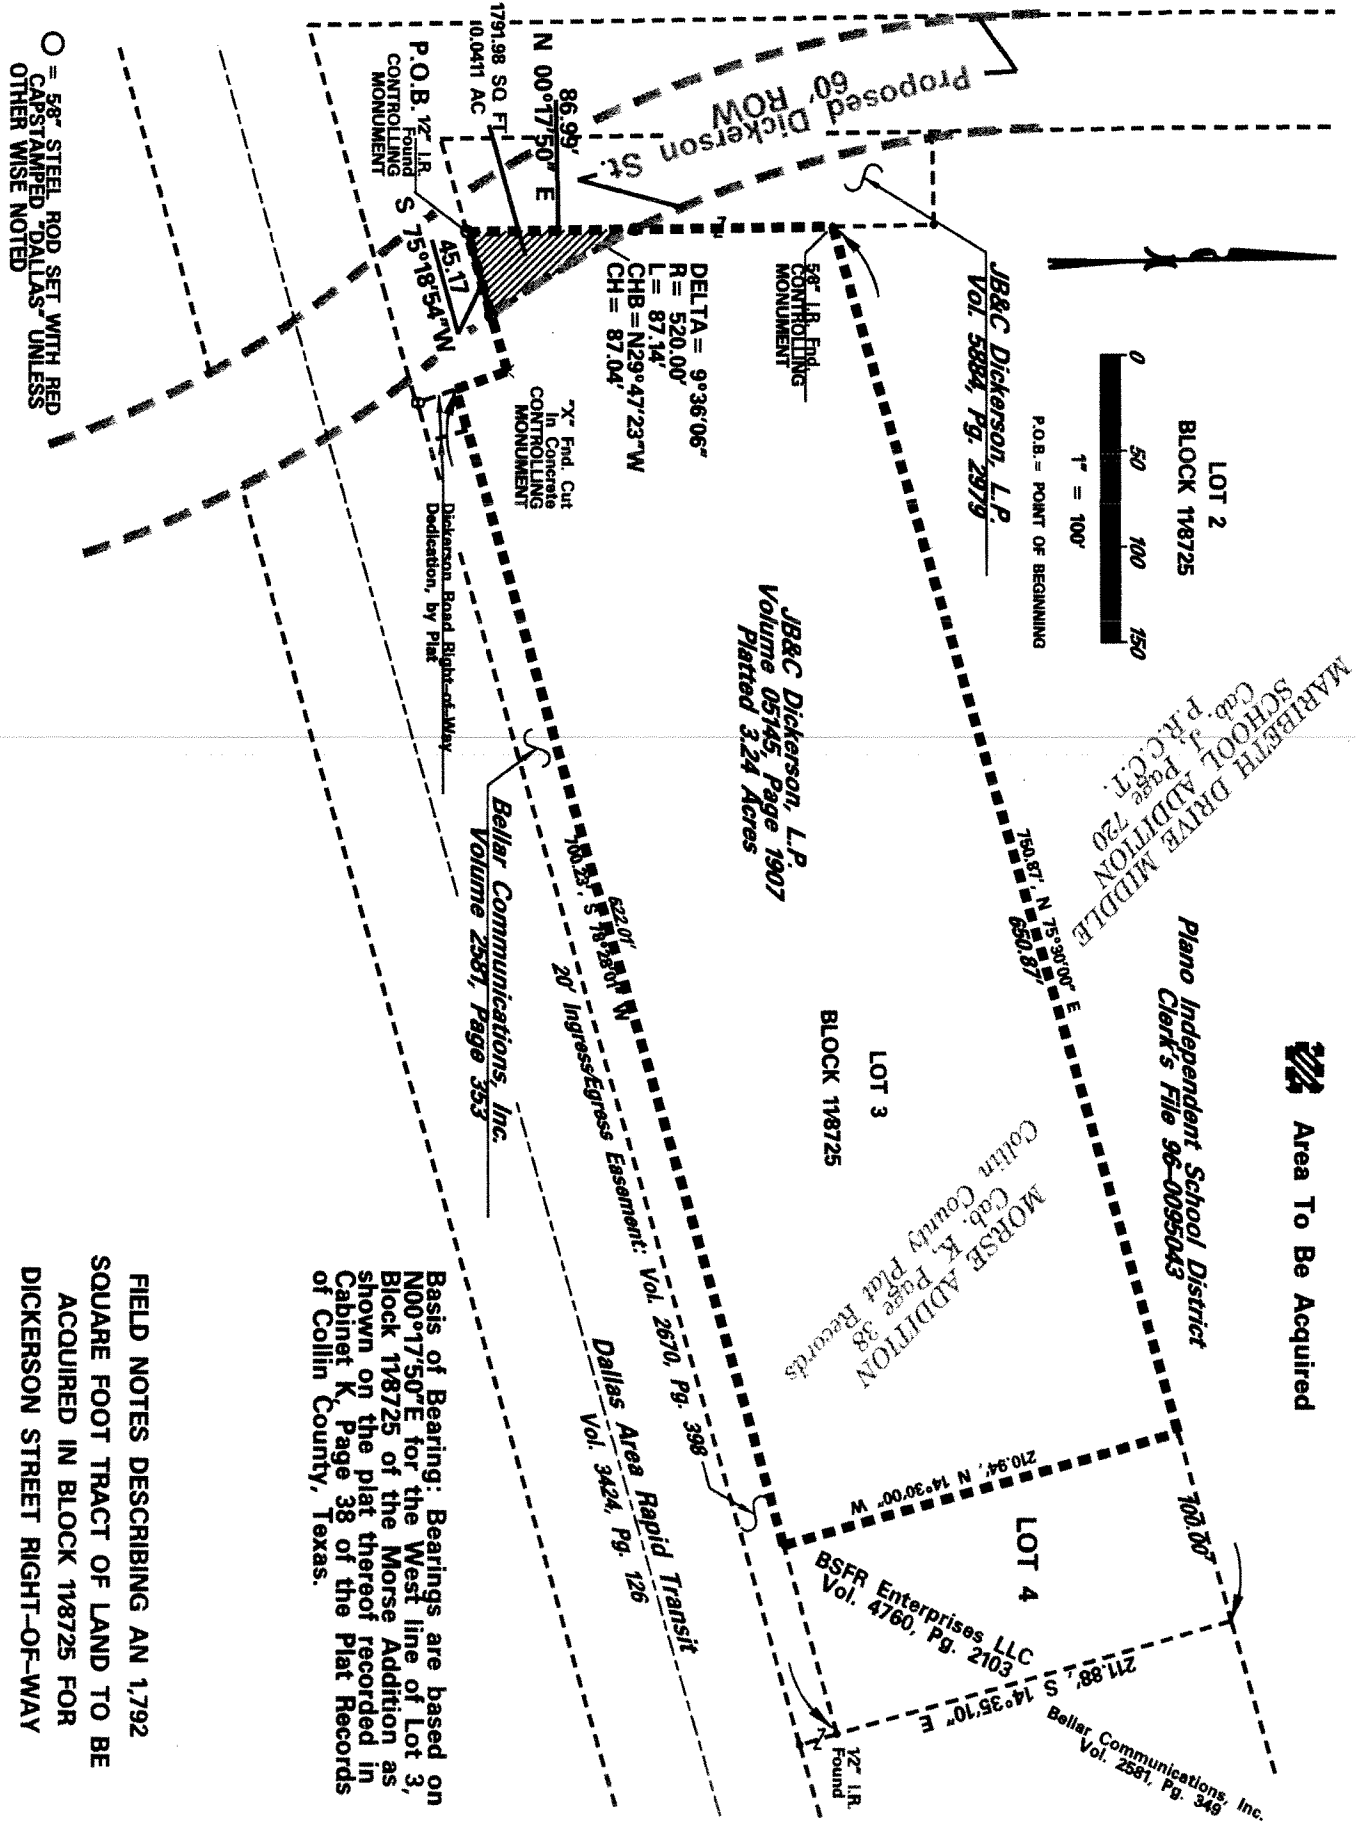 LOT 2
BLOCK 11/8725
0 50 100 150
1" = 100'
P.O.B. = POINT OF BEGINNING
MARIBETH DRIVE MIDDLE
SCHOOL ADDITION
Cab. J, Page 720
P.R.C.C.T.
Plano Independent School District
Clerk's File 96-0095043
Area To Be Acquired
JB&C Dickerson, L.P.
Vol. 5884, Pg. 2979
Proposed Dickerson St.
60' ROW
5/8" I.R. Fnd.
CONTROLLING
MONUMENT
750.87', N 75°30'00" E
650.87'
700.00'
JB&C Dickerson, L.P.
Volume 05145, Page 1907
Platted 3.24 Acres
LOT 3
BLOCK 11/8725
MORSE ADDITION
Cab. K, Page 38
Collin County Plat Records
210.94', N 14°30'00" W
LOT 4
BSFR Enterprises LLC
Vol. 4760, Pg. 2103
211.88', S 14°35'10" E
Bellar Communications, Inc.
Vol. 2581, Pg. 349
1/2" I.R.
Found
DELTA = 9°36'06"
R= 520.00'
L= 87.14'
CHB=N29°47'23"W
CH= 87.04'
86.99'
N 00°17'50" E
1791.98 SQ FT
0.0411 AC
P.O.B. 1/2" I.R.
Found
CONTROLLING
MONUMENT
45.17
S 75°18'54"W
"X" Fnd. Cut
In Concrete
CONTROLLING
MONUMENT
Dickerson Road Right-of-Way
Dedication, by Plat
622.01'
700.23', S 78°28'01" W
Bellar Communications, Inc.
Volume 2581, Page 353
20' Ingress/Egress Easement: Vol. 2670, Pg. 398
Dallas Area Rapid Transit
Vol. 3424, Pg. 126
Basis of Bearing: Bearings are based on
N00°17'50"E for the West line of Lot 3,
Block 11/8725 of the Morse Addition as
shown on the plat thereof recorded in
Cabinet K, Page 38 of the Plat Records
of Collin County, Texas.
O = 5/8" STEEL ROD SET WITH RED
CAP STAMPED "DALLAS" UNLESS
OTHER WISE NOTED
FIELD NOTES DESCRIBING AN 1,792
SQUARE FOOT TRACT OF LAND TO BE
ACQUIRED IN BLOCK 11/8725 FOR
DICKERSON STREET RIGHT-OF-WAY